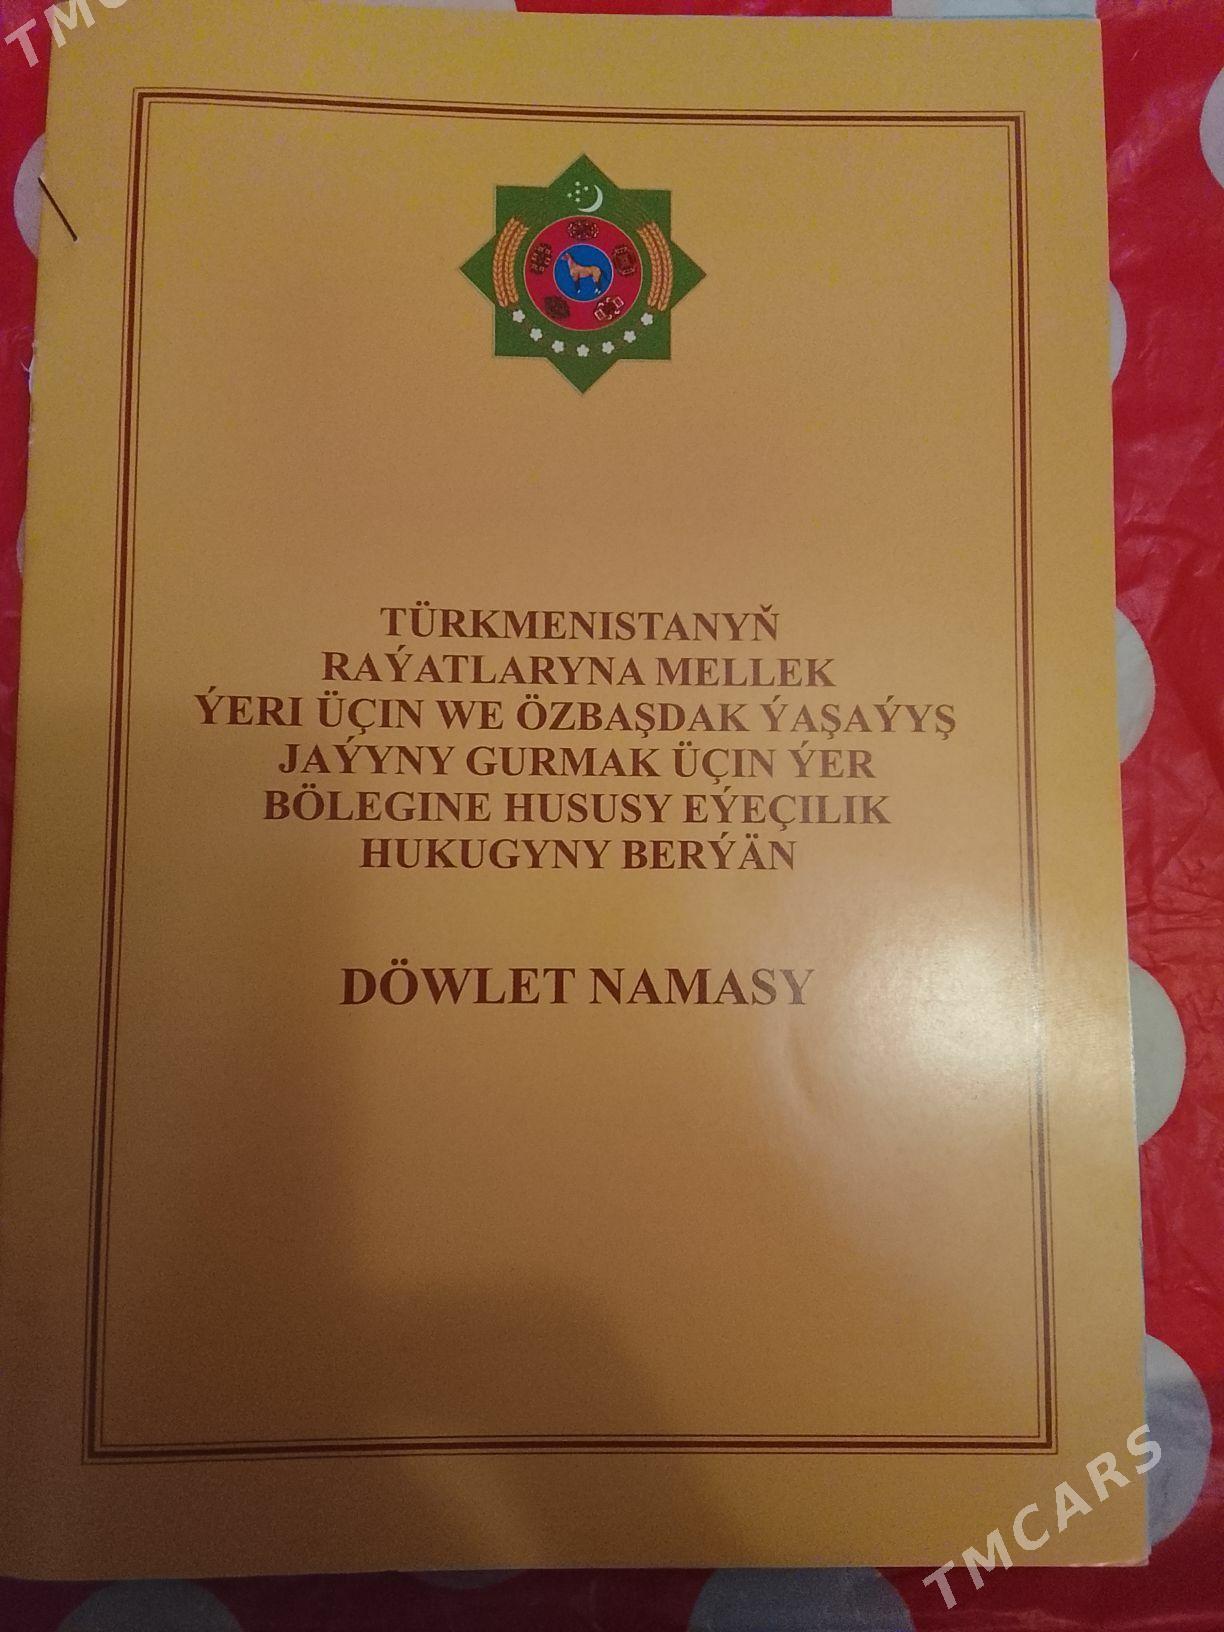 TMC
TÜRKMENISTANYŇ
RAÝATLARYNA MELLEK
ÝERI ÜÇIN WE ÖZBAŞDAK ÝAŞAÝYŞ
JAÝYNY GURMAK ÜÇIN ÝER
BÖLEGINE HUSUSY EÝEÇILIK
HUKUGYNY BERÝÄN
DÖWLET NAMASY
TMCARS